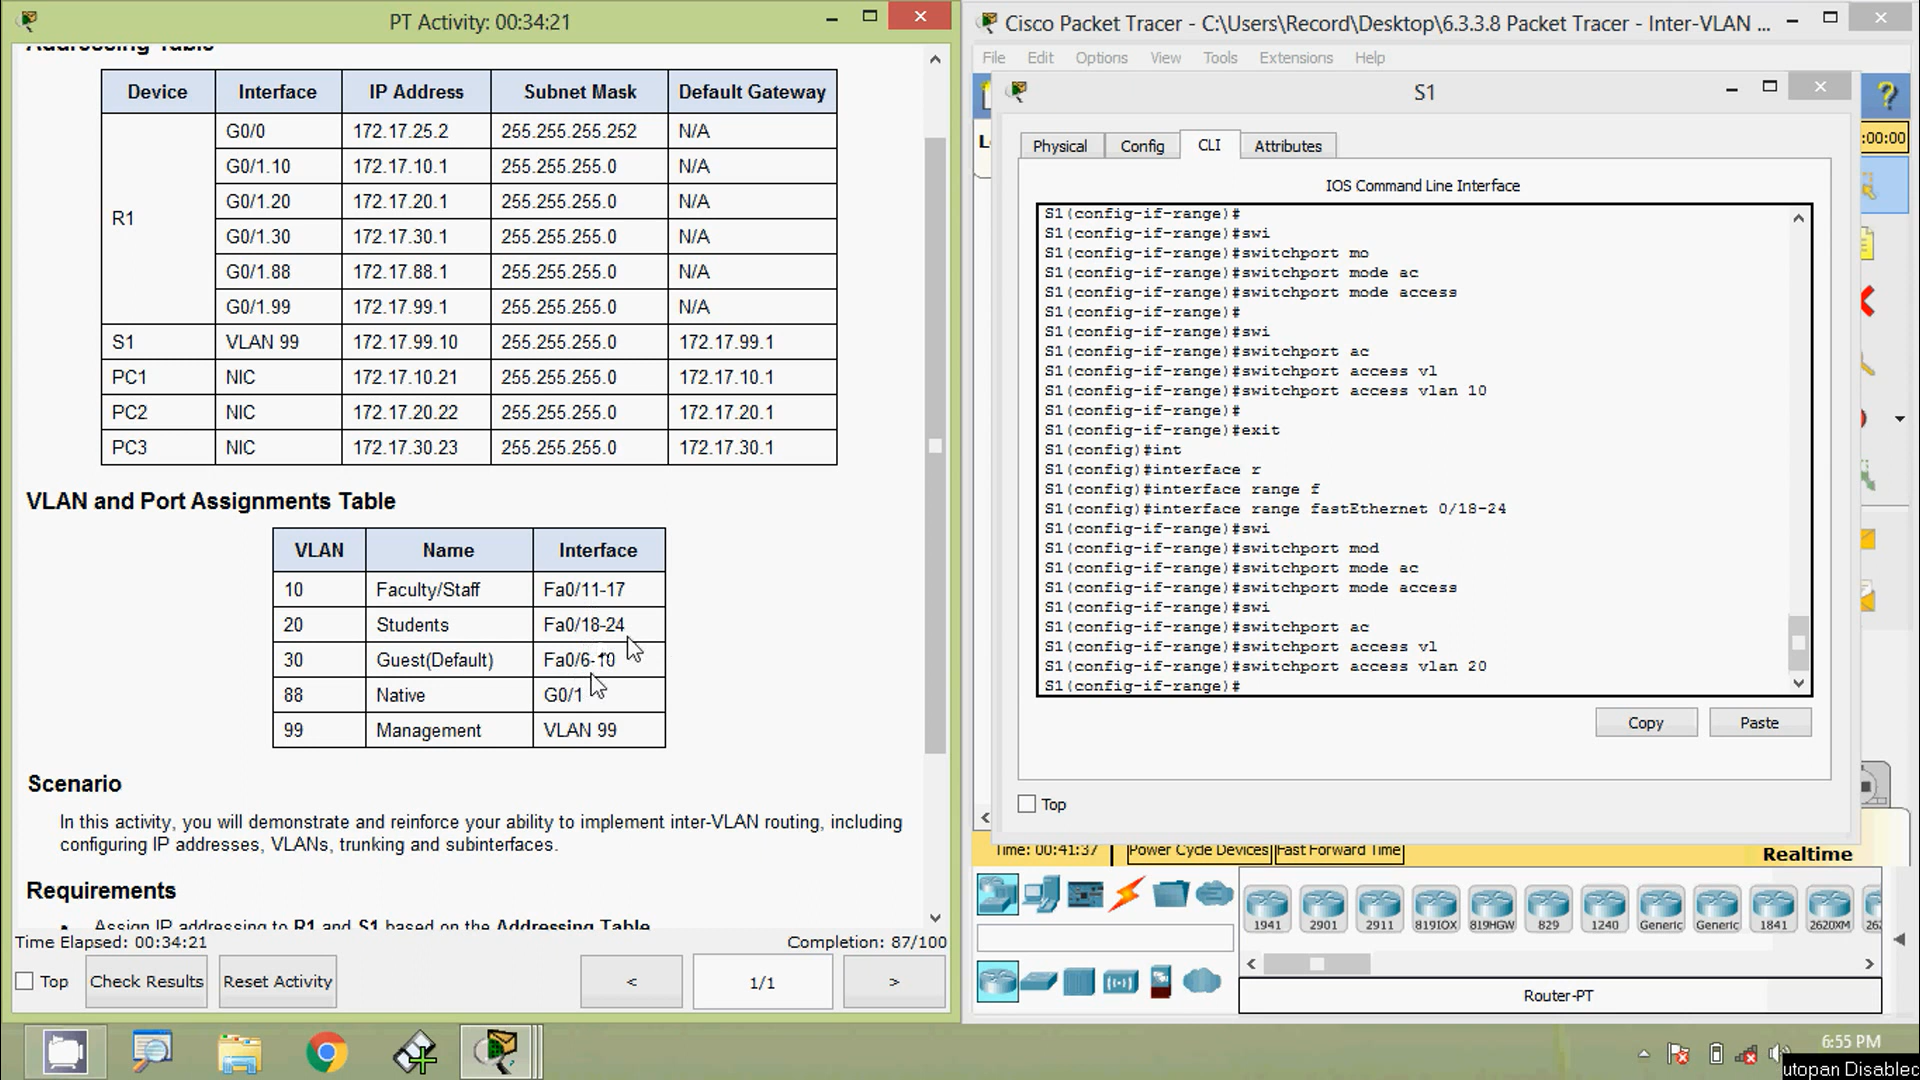 PT Activity: 00:34:21
Addressing Table
Device Interface IP Address Subnet Mask Default Gateway
R1
G0/0 172.17.25.2 255.255.255.252 N/A
G0/1.10 172.17.10.1 255.255.255.0 N/A
G0/1.20 172.17.20.1 255.255.255.0 N/A
G0/1.30 172.17.30.1 255.255.255.0 N/A
G0/1.88 172.17.88.1 255.255.255.0 N/A
G0/1.99 172.17.99.1 255.255.255.0 N/A
S1 VLAN 99 172.17.99.10 255.255.255.0 172.17.99.1
PC1 NIC 172.17.10.21 255.255.255.0 172.17.10.1
PC2 NIC 172.17.20.22 255.255.255.0 172.17.20.1
PC3 NIC 172.17.30.23 255.255.255.0 172.17.30.1
VLAN and Port Assignments Table
VLAN Name Interface
10 Faculty/Staff Fa0/11-17
20 Students Fa0/18-24
30 Guest(Default) Fa0/6-10
88 Native G0/1
99 Management VLAN 99
Scenario
In this activity, you will demonstrate and reinforce your ability to implement inter-VLAN routing, including
configuring IP addresses, VLANs, trunking and subinterfaces.
Requirements
• Assign IP addressing to R1 and S1 based on the Addressing Table.
Time Elapsed: 00:34:21 Completion: 87/100
Top Check Results Reset Activity < 1/1 >
Cisco Packet Tracer - C:\Users\Record\Desktop\6.3.3.8 Packet Tracer - Inter-VLAN ...
File Edit Options View Tools Extensions Help
S1
:00:00
Physical Config CLI Attributes
IOS Command Line Interface
S1(config-if-range)#
S1(config-if-range)#swi
S1(config-if-range)#switchport mo
S1(config-if-range)#switchport mode ac
S1(config-if-range)#switchport mode access
S1(config-if-range)#
S1(config-if-range)#swi
S1(config-if-range)#switchport ac
S1(config-if-range)#switchport access vl
S1(config-if-range)#switchport access vlan 10
S1(config-if-range)#
S1(config-if-range)#exit
S1(config)#int
S1(config)#interface r
S1(config)#interface range f
S1(config)#interface range fastEthernet 0/18-24
S1(config-if-range)#swi
S1(config-if-range)#switchport mod
S1(config-if-range)#switchport mode ac
S1(config-if-range)#switchport mode access
S1(config-if-range)#swi
S1(config-if-range)#switchport ac
S1(config-if-range)#switchport access vl
S1(config-if-range)#switchport access vlan 20
S1(config-if-range)#
Copy Paste
Top
Time: 00:41:37 Power Cycle Devices Fast Forward Time
Realtime
1941 2901 2911 819IOX 819HGW 829 1240 Generic Generic 1841 2620XM 262
Router-PT
6:55 PM
utopan Disabled